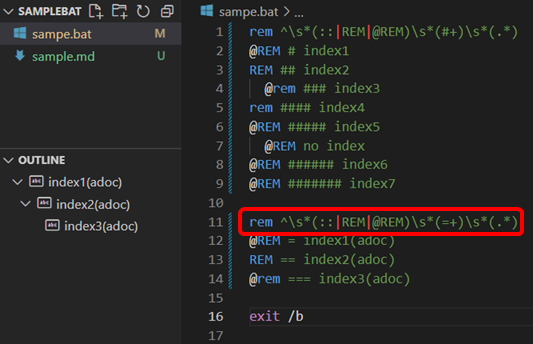 SAMPLEBAT
sampe.bat M
sample.md U
OUTLINE
index1(adoc)
index2(adoc)
index3(adoc)
sampe.bat > ...
1 rem ^\s*(::|REM|@REM)\s*(#+)\s*(.*)
2 @REM # index1
3 REM ## index2
4 @rem ### index3
5 rem #### index4
6 @REM ##### index5
7 @REM no index
8 @REM ###### index6
9 @REM ####### index7
10
11 rem ^\s*(::|REM|@REM)\s*(=+)\s*(.*)
12 @REM = index1(adoc)
13 REM == index2(adoc)
14 @rem === index3(adoc)
15
16 exit /b
17